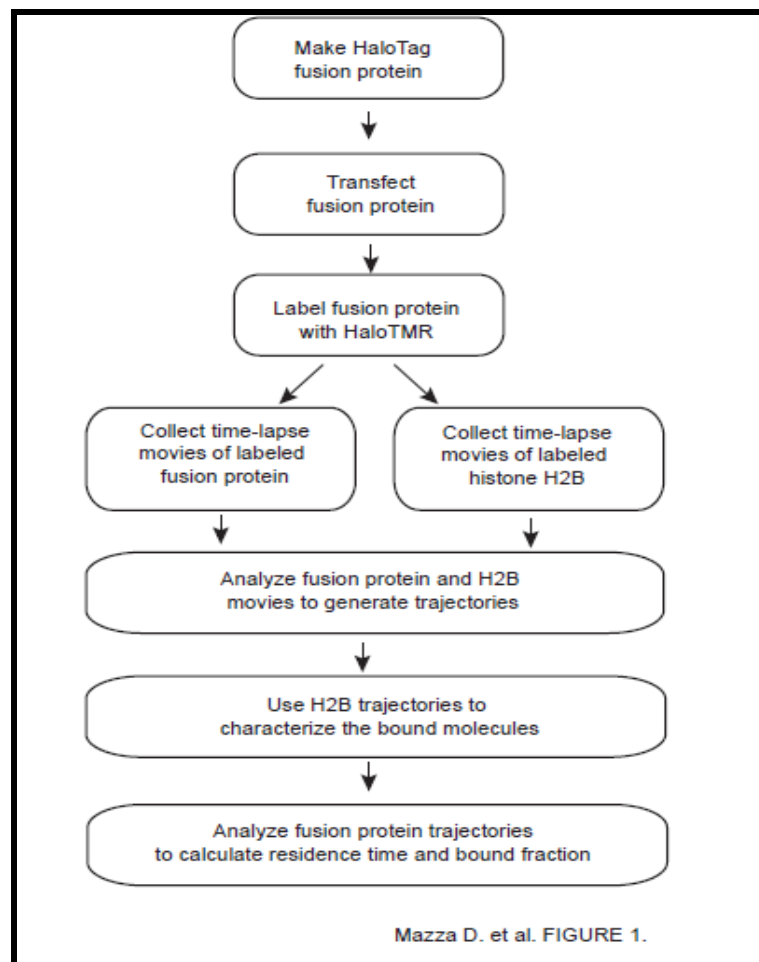 Make HaloTag
fusion protein
Transfect
fusion protein
Label fusion protein
with HaloTMR
Collect time-lapse
movies of labeled
fusion protein
Collect time-lapse
movies of labeled
histone H2B
Analyze fusion protein and H2B
movies to generate trajectories
Use H2B trajectories to
characterize the bound molecules
Analyze fusion protein trajectories
to calculate residence time and bound fraction
Mazza D. et al. FIGURE 1.